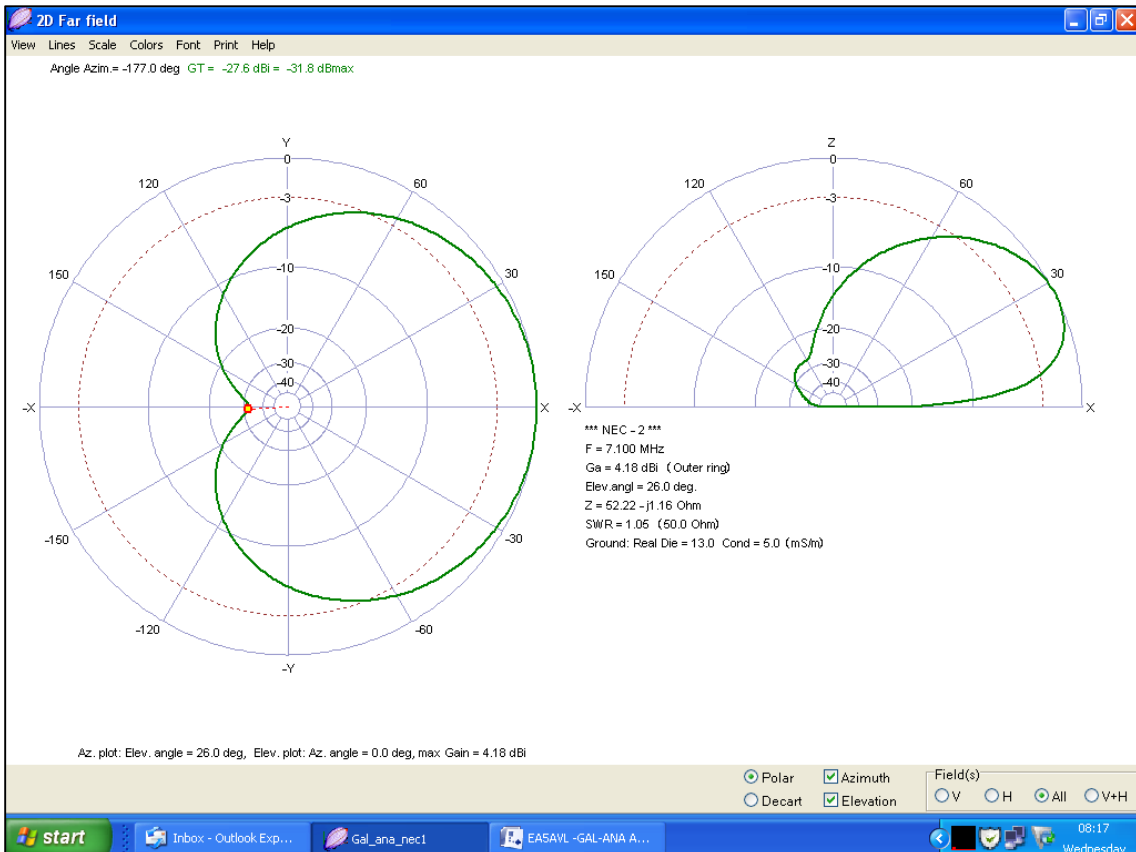 2D Far field
View Lines Scale Colors Font Print Help
Angle Azim.= -177.0 deg GT = -27.6 dBi = -31.8 dBmax
Y
0
-3
-10
-20
-30
-40
120
60
150
30
-X
X
-150
-30
-120
-60
-Y
Z
0
-3
-10
-20
-30
-40
120
60
150
30
-X
X
*** NEC - 2 ***
F = 7.100 MHz
Ga = 4.18 dBi (Outer ring)
Elev.angl = 26.0 deg.
Z = 52.22 - j1.16 Ohm
SWR = 1.05 (50.0 Ohm)
Ground: Real Die = 13.0 Cond = 5.0 (mS/m)
Az. plot: Elev. angle = 26.0 deg, Elev. plot: Az. angle = 0.0 deg, max Gain = 4.18 dBi
Polar Azimuth
Decart Elevation
Field(s)
V H All V+H
start Inbox - Outlook Exp... Gal_ana_nec1 EA5AVL -GAL-ANA A... 08:17
Wednesday